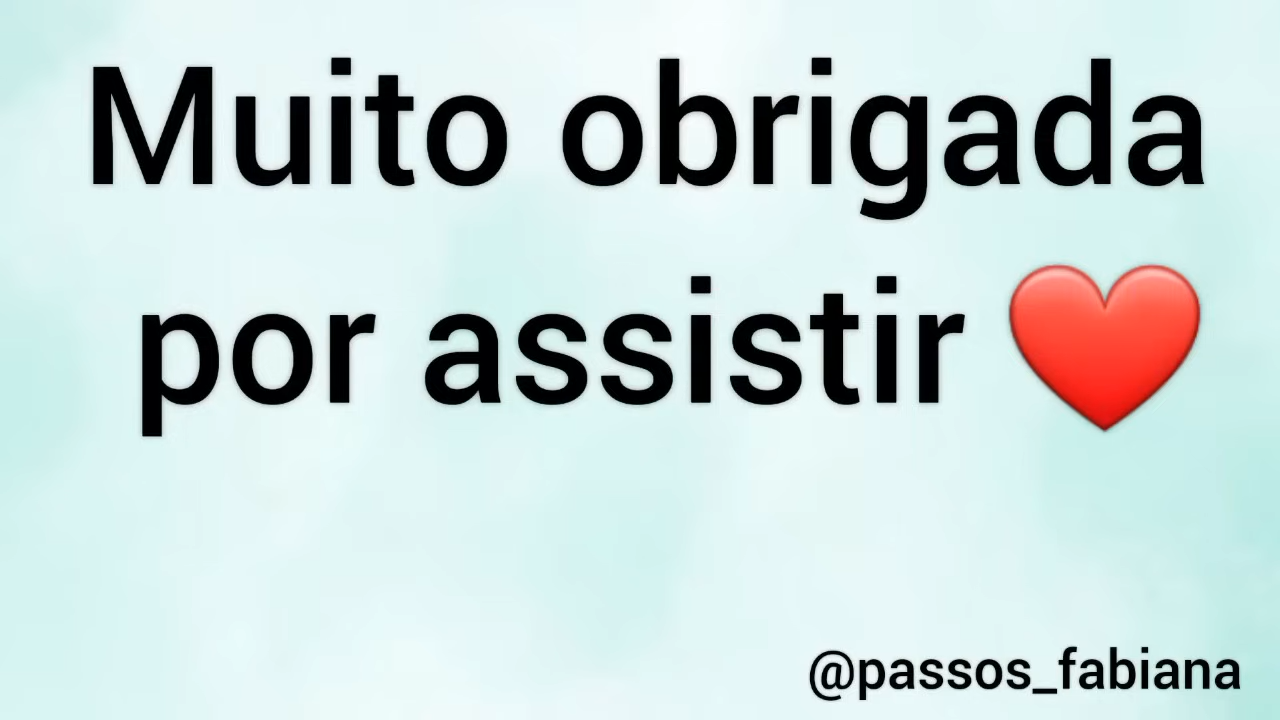 Muito obrigada
por assistir ❤️
@passos_fabiana